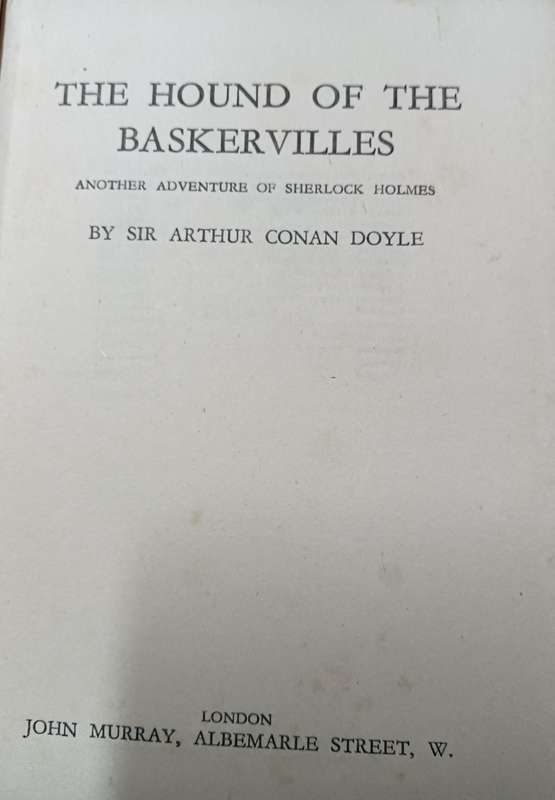 THE HOUND OF THE
BASKERVILLES
ANOTHER ADVENTURE OF SHERLOCK HOLMES
BY SIR ARTHUR CONAN DOYLE
LONDON
JOHN MURRAY, ALBEMARLE STREET, W.